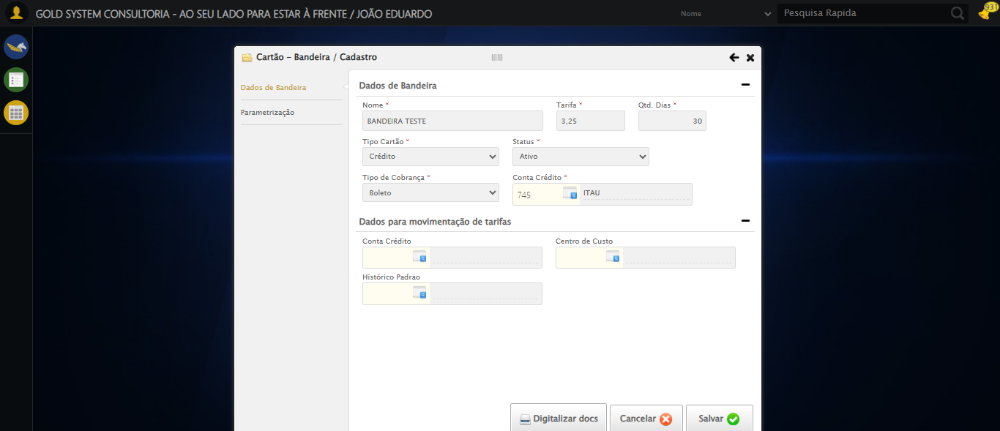 GOLD SYSTEM CONSULTORIA - AO SEU LADO PARA ESTAR À FRENTE / JOÃO EDUARDO
Nome
Pesquisa Rapida
931
Cartão – Bandeira / Cadastro
Dados de Bandeira
Parametrização
Dados de Bandeira
Nome * Tarifa * Qtd. Dias *
BANDEIRA TESTE 3,25 30
Tipo Cartão * Status *
Crédito Ativo
Tipo de Cobrança * Conta Crédito *
Boleto 745 ITAU
Dados para movimentação de tarifas
Conta Crédito Centro de Custo
Histórico Padrao
Digitalizar docs Cancelar Salvar